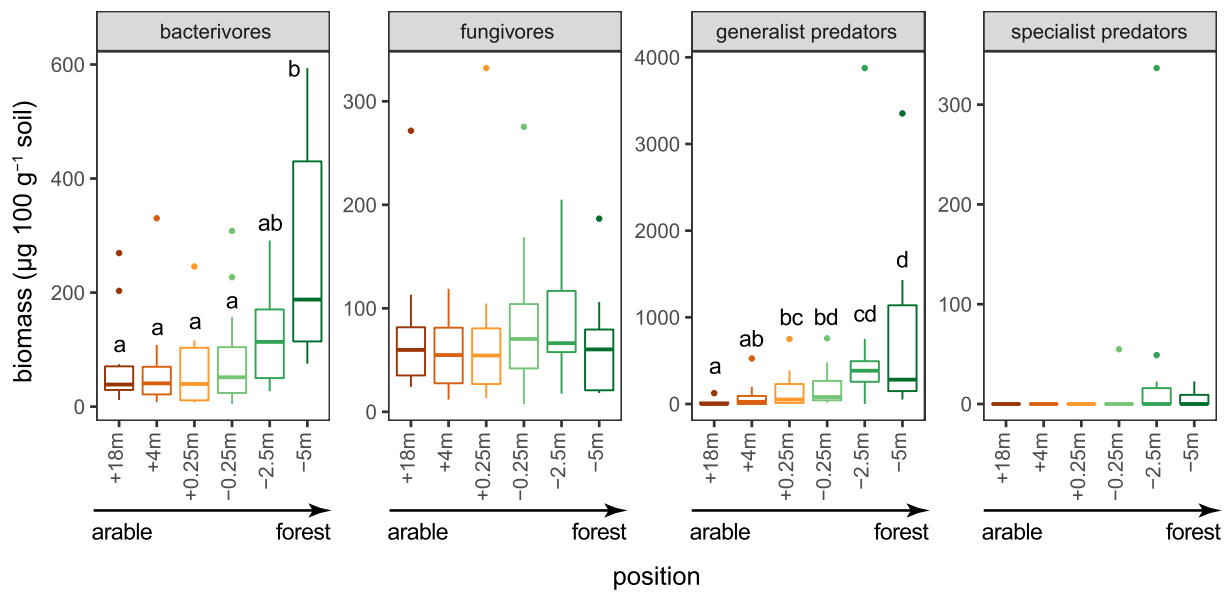 bacterivores
fungivores
generalist predators
specialist predators
biomass (μg 100 g⁻¹ soil)
600
400
200
0
a
a
a
a
ab
b
+18m
+4m
+0.25m
−0.25m
−2.5m
−5m
arable
forest
300
200
100
0
+18m
+4m
+0.25m
−0.25m
−2.5m
−5m
arable
forest
4000
3000
2000
1000
0
a
ab
bc
bd
cd
d
+18m
+4m
+0.25m
−0.25m
−2.5m
−5m
arable
forest
300
200
100
0
+18m
+4m
+0.25m
−0.25m
−2.5m
−5m
arable
forest
position